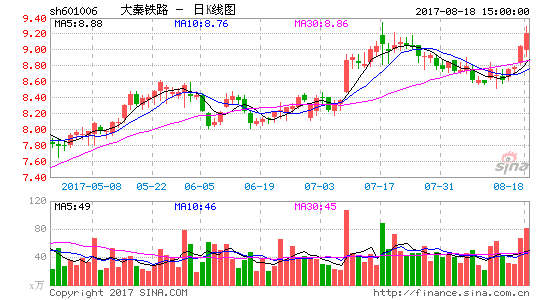 sh601006 大秦铁路 - 日K线图 2017-08-18 15:00:00
MA5:8.88 MA10:8.76 MA30:8.86
9.40
9.20
9.00
8.80
8.60
8.40
8.20
8.00
7.80
7.60
7.40
sina
2017-05-08 05-22 06-05 06-19 07-03 07-17 07-31 08-18
MA5:49 MA10:46 MA30:45
120
80
40
x万
Copyright 2017 SINA.COM http://finance.sina.com.cn